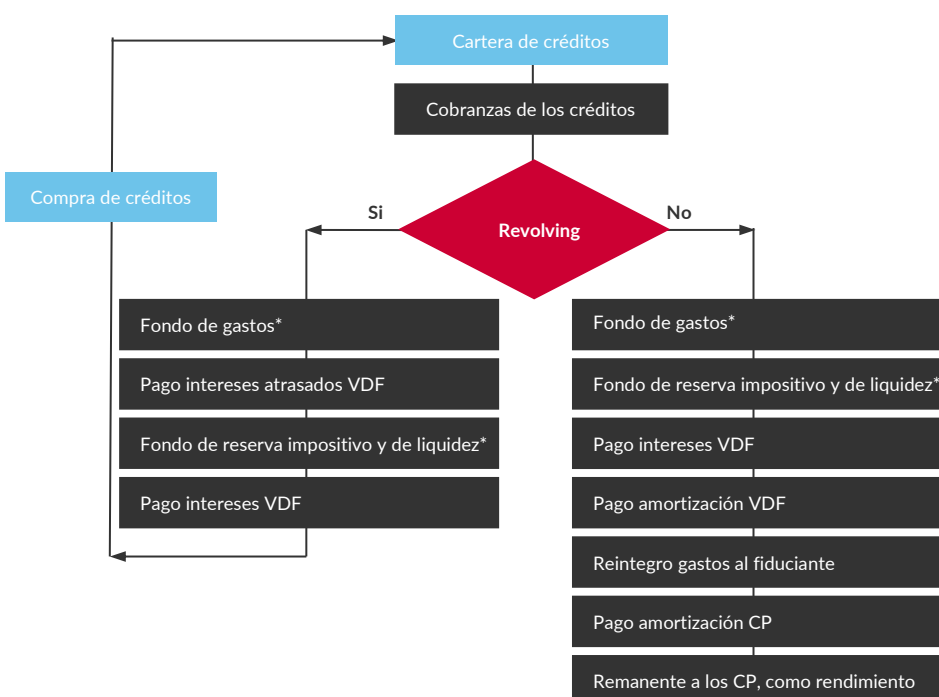 Cartera de créditos
Cobranzas de los créditos
Compra de créditos
Si
No
Revolving
Fondo de gastos*
Pago intereses atrasados VDF
Fondo de reserva impositivo y de liquidez*
Pago intereses VDF
Fondo de gastos*
Fondo de reserva impositivo y de liquidez*
Pago intereses VDF
Pago amortización VDF
Reintegro gastos al fiduciante
Pago amortización CP
Remanente a los CP, como rendimiento